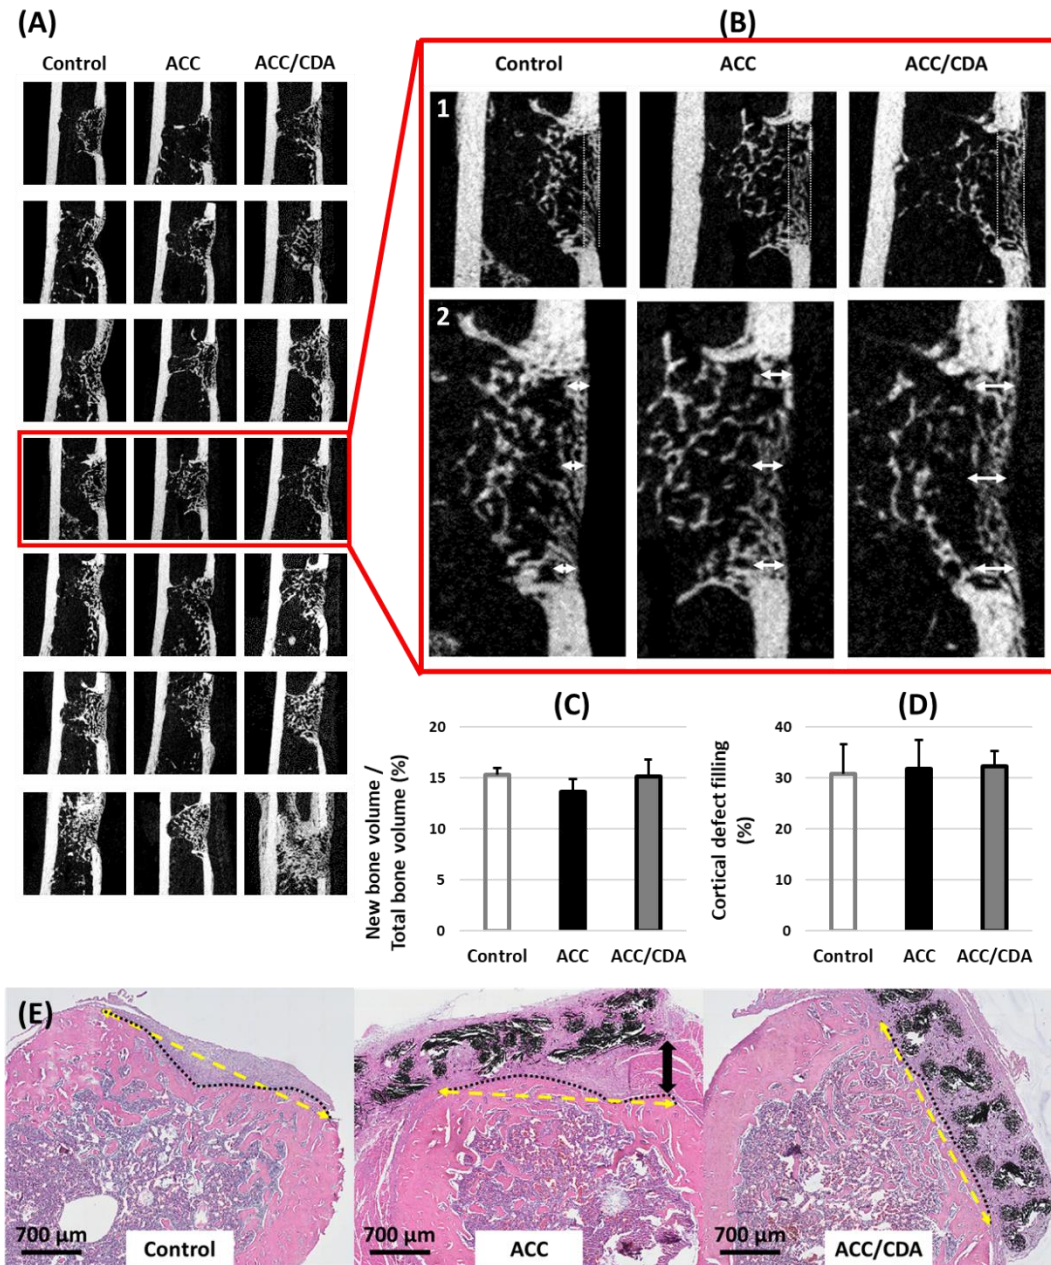 (A)
Control ACC ACC/CDA
(B)
Control ACC ACC/CDA
1
2
(C)
New bone volume /
Total bone volume (%)
20
15
10
5
0
Control ACC ACC/CDA
(D)
Cortical defect filling
(%)
40
30
20
10
0
Control ACC ACC/CDA
(E)
700 µm
Control
700 µm
ACC
700 µm
ACC/CDA